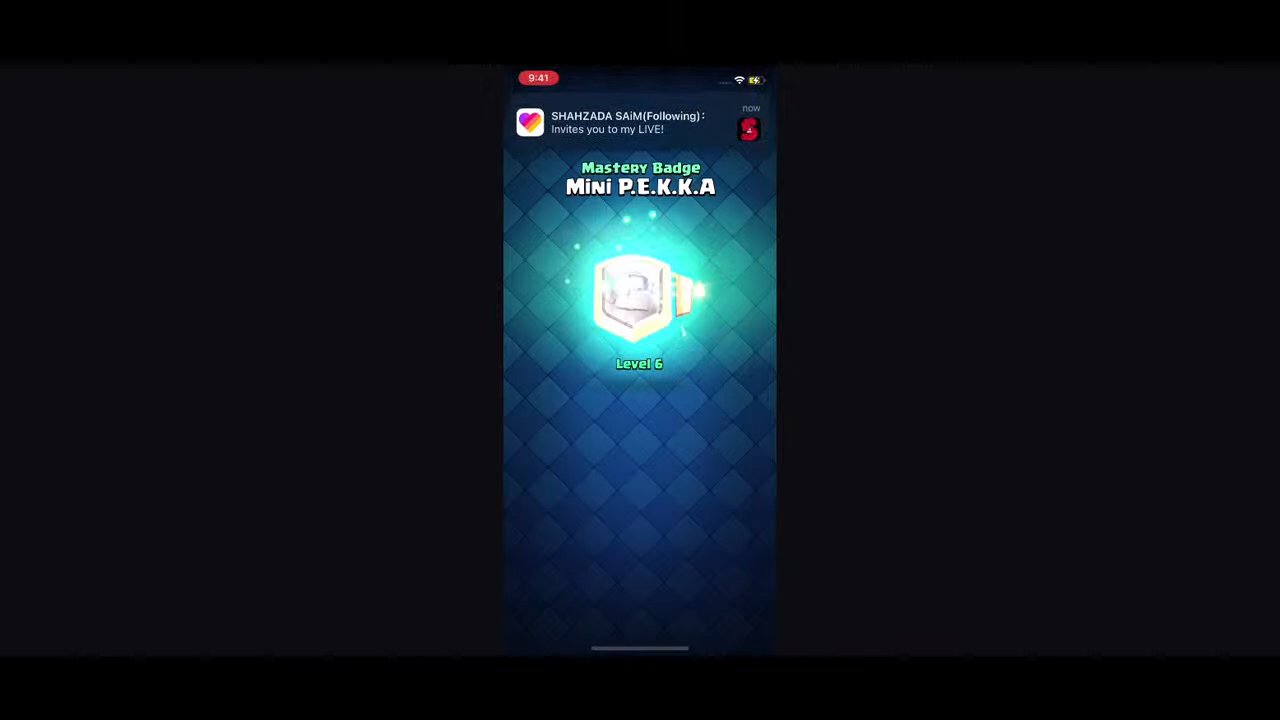 9:41
SHAHZADA SAiM(Following):
now
Invites you to my LIVE!
Mastery Badge
Mini P.E.K.K.A
Level 6